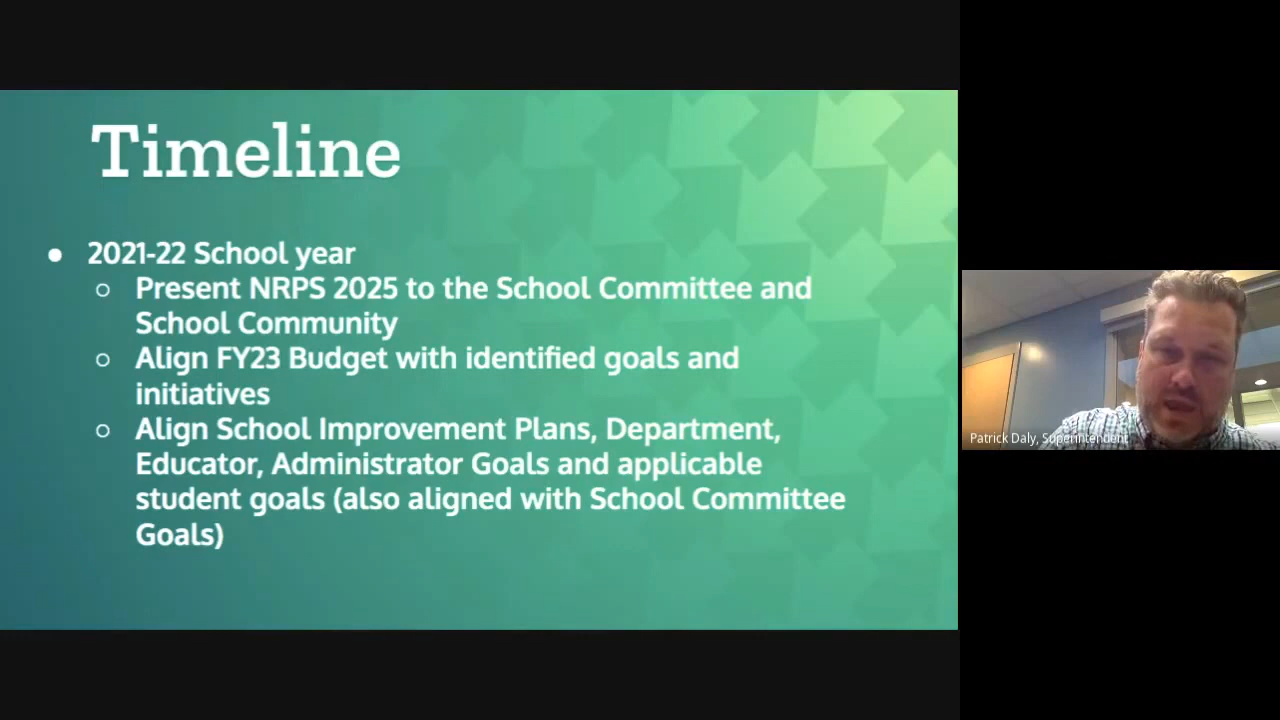 Timeline
● 2021-22 School year
○ Present NRPS 2025 to the School Committee and
School Community
○ Align FY23 Budget with identified goals and
initiatives
○ Align School Improvement Plans, Department,
Educator, Administrator Goals and applicable
student goals (also aligned with School Committee
Goals)
Patrick Daly, Superintendent